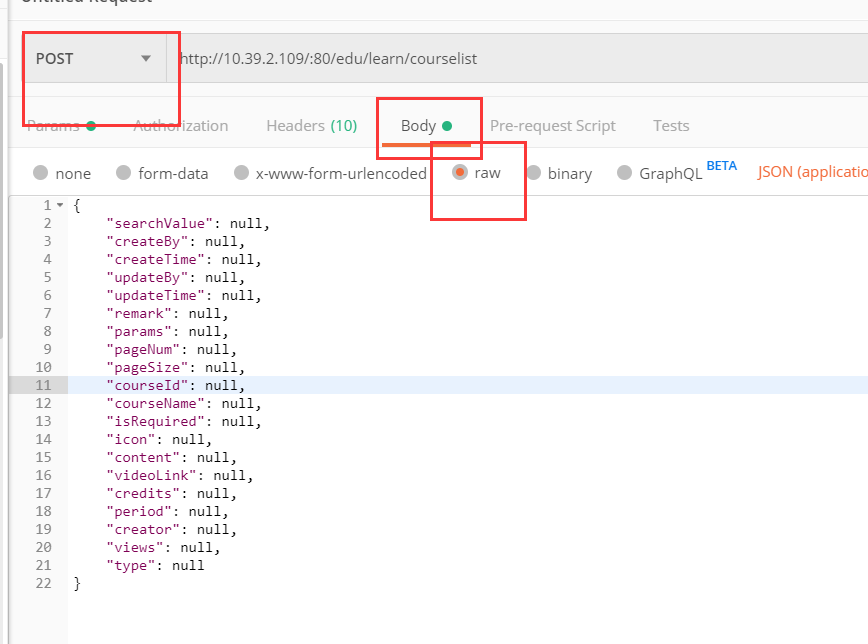 Untitled Request
POST http://10.39.2.109/:80/edu/learn/courselist
Params Authorization Headers (10) Body Pre-request Script Tests
none form-data x-www-form-urlencoded raw binary GraphQL BETA JSON (applicatio
1 {
2 "searchValue": null,
3 "createBy": null,
4 "createTime": null,
5 "updateBy": null,
6 "updateTime": null,
7 "remark": null,
8 "params": null,
9 "pageNum": null,
10 "pageSize": null,
11 "courseId": null,
12 "courseName": null,
13 "isRequired": null,
14 "icon": null,
15 "content": null,
16 "videoLink": null,
17 "credits": null,
18 "period": null,
19 "creator": null,
20 "views": null,
21 "type": null
22 }